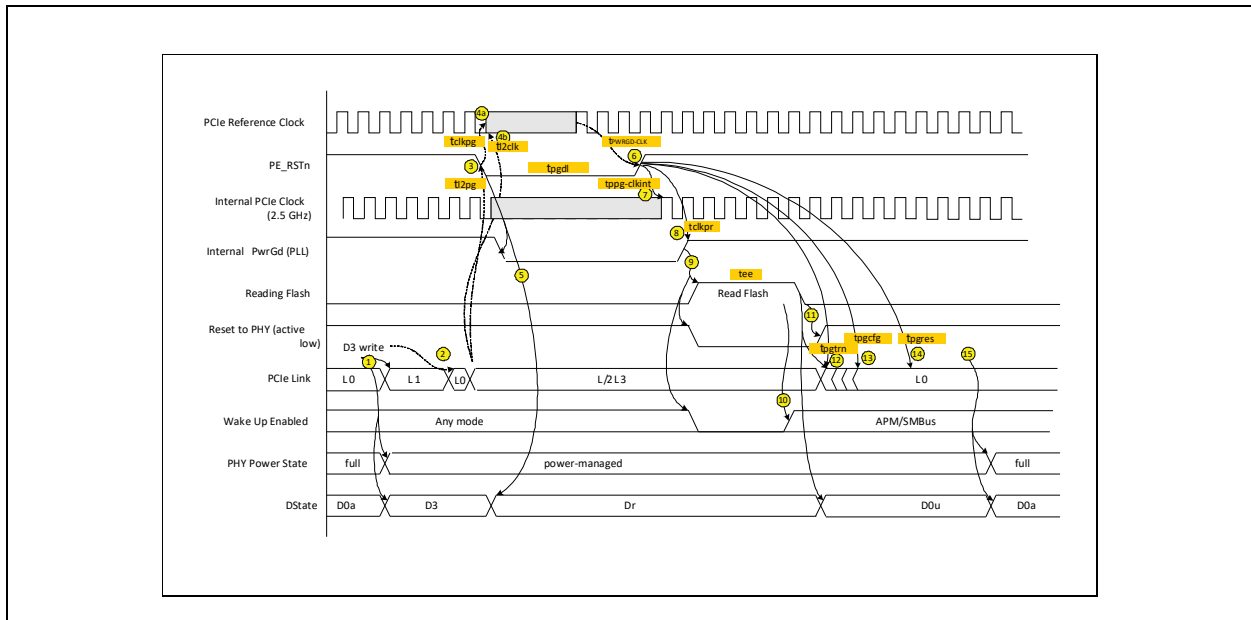 PCIe Reference Clock
4a
4b
tclkpg
tl2clk
tPWRGD-CLK
PE_RSTn
3
6
tpgdl
tl2pg
tppg-clkint
7
Internal PCIe Clock
(2.5 GHz)
Internal PwrGd (PLL)
8
tclkpr
9
5
tee
Reading Flash
Read Flash
Reset to PHY (active
low)
11
D3 write
1
2
tpgtrn
tpgcfg
tpgres
12
13
14
15
PCIe Link
L0
L1
L0
L/2 L3
L0
10
Wake Up Enabled
Any mode
APM/SMBus
PHY Power State
full
power-managed
full
DState
D0a
D3
Dr
D0u
D0a